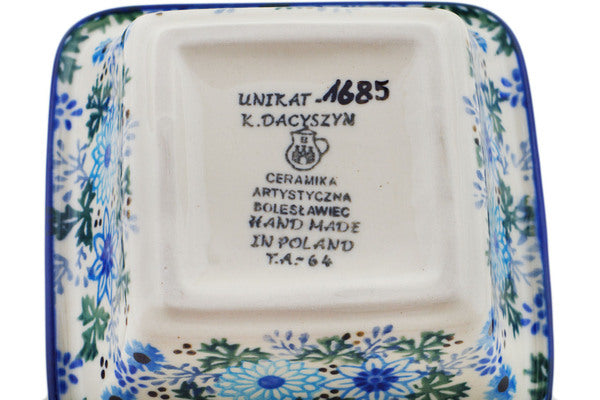 UNIKAT-1685
K.DACYSZYN
CERAMIKA
ARTYSTYCZNA
BOLESŁAWIEC
HAND MADE
IN POLAND
T.A.-64